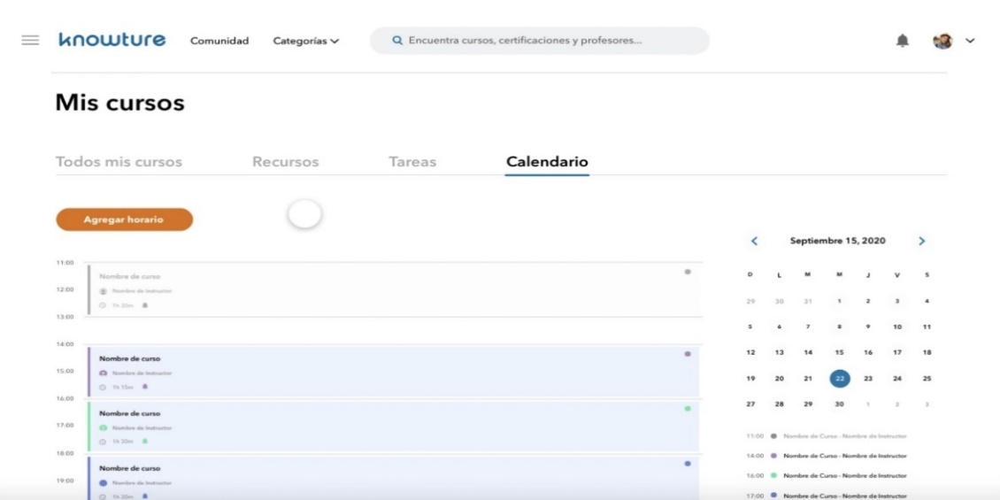 knowture Comunidad Categorías Encuentra cursos, certificaciones y profesores...
Mis cursos
Todos mis cursos Recursos Tareas Calendario
Agregar horario
11:00
Nombre de curso
12:00 Nombre de Instructor
1h 20m
13:00
14:00
Nombre de curso
15:00 Nombre de Instructor
1h 15m
16:00
Nombre de curso
17:00 Nombre de Instructor
1h 20m
18:00
Nombre de curso
19:00 Nombre de Instructor
1h 20m
Septiembre 15, 2020
D L M M J V S
29 30 31 1 2 3 4
5 6 7 8 9 10 11
12 13 14 15 16 17 18
19 20 21 22 23 24 25
27 28 29 30 1 2 3
11:00 Nombre de Curso - Nombre de Instructor
14:00 Nombre de Curso - Nombre de Instructor
16:00 Nombre de Curso - Nombre de Instructor
17:00 Nombre de Curso - Nombre de Instructor